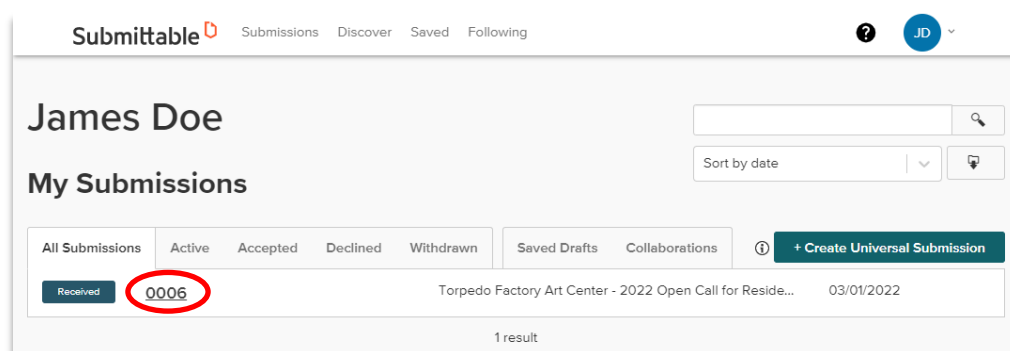 Submittable Submissions Discover Saved Following ? JD
James Doe
Sort by date
My Submissions
All Submissions Active Accepted Declined Withdrawn Saved Drafts Collaborations i + Create Universal Submission
Received 0006 Torpedo Factory Art Center - 2022 Open Call for Reside... 03/01/2022
1 result